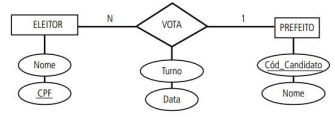 ELEITOR
N
VOTA
1
PREFEITO
Nome
CPF
Turno
Data
Cód_Candidato
Nome